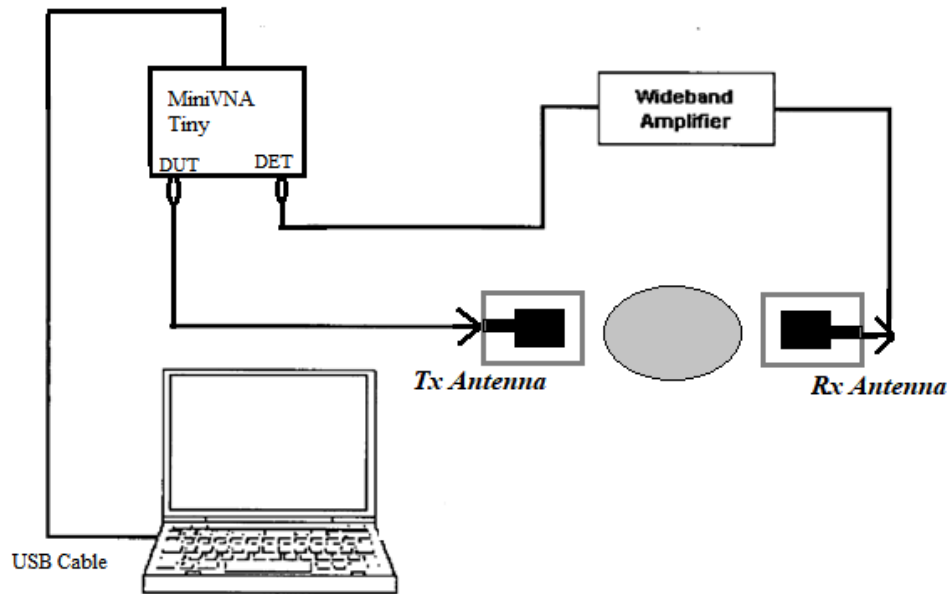 MiniVNA
Tiny
DUT
DET
Wideband
Amplifier
Tx Antenna
Rx Antenna
USB Cable